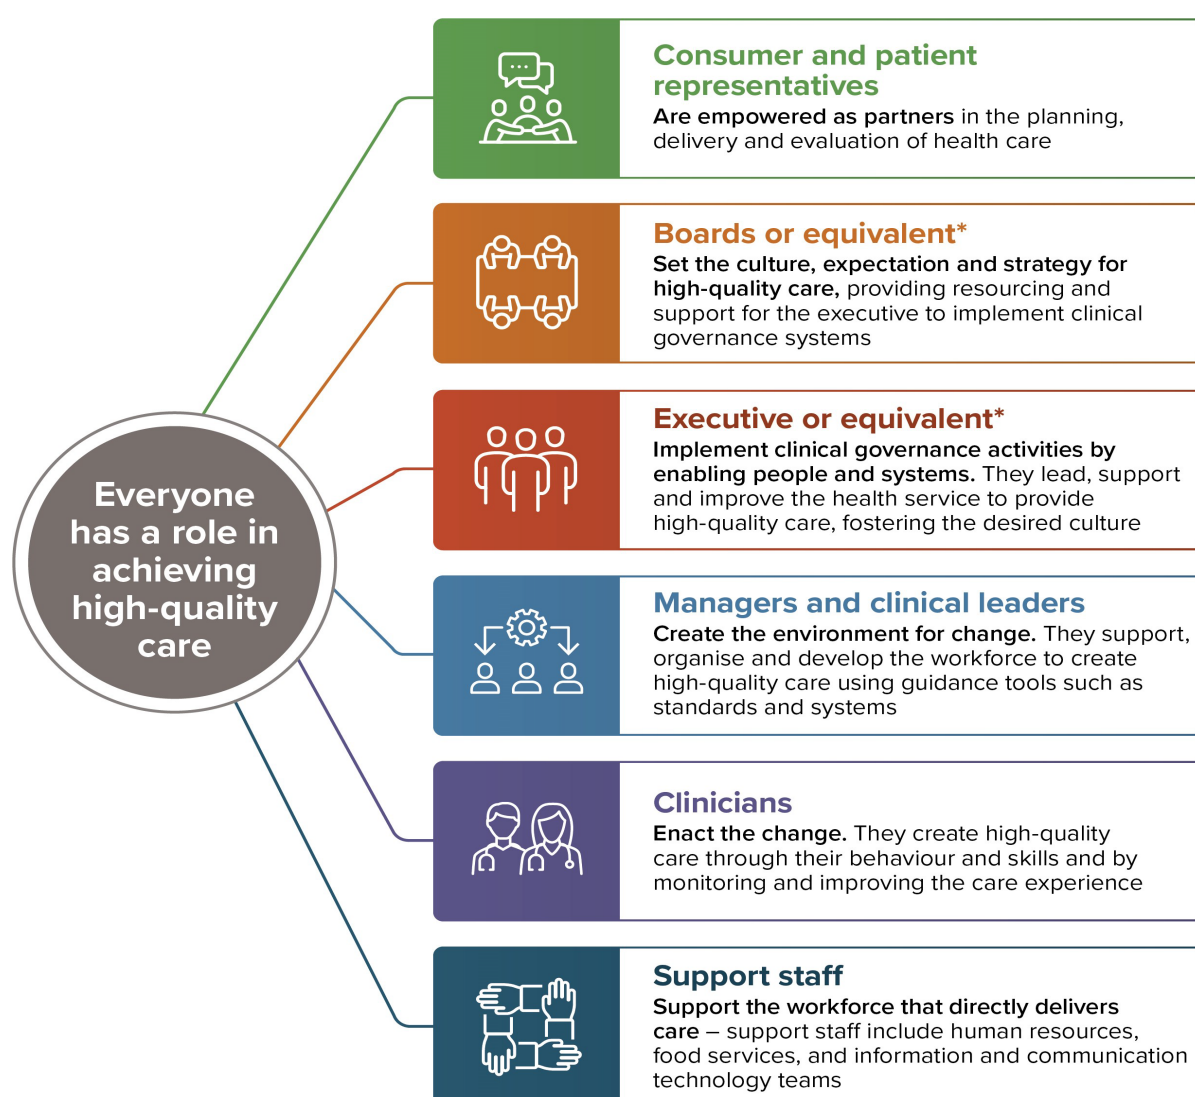 Everyone
has a role in
achieving
high-quality
care
Consumer and patient
representatives
Are empowered as partners in the planning,
delivery and evaluation of health care
Boards or equivalent*
Set the culture, expectation and strategy for
high-quality care, providing resourcing and
support for the executive to implement clinical
governance systems
Executive or equivalent*
Implement clinical governance activities by
enabling people and systems. They lead, support
and improve the health service to provide
high-quality care, fostering the desired culture
Managers and clinical leaders
Create the environment for change. They support,
organise and develop the workforce to create
high-quality care using guidance tools such as
standards and systems
Clinicians
Enact the change. They create high-quality
care through their behaviour and skills and by
monitoring and improving the care experience
Support staff
Support the workforce that directly delivers
care – support staff include human resources,
food services, and information and communication
technology teams